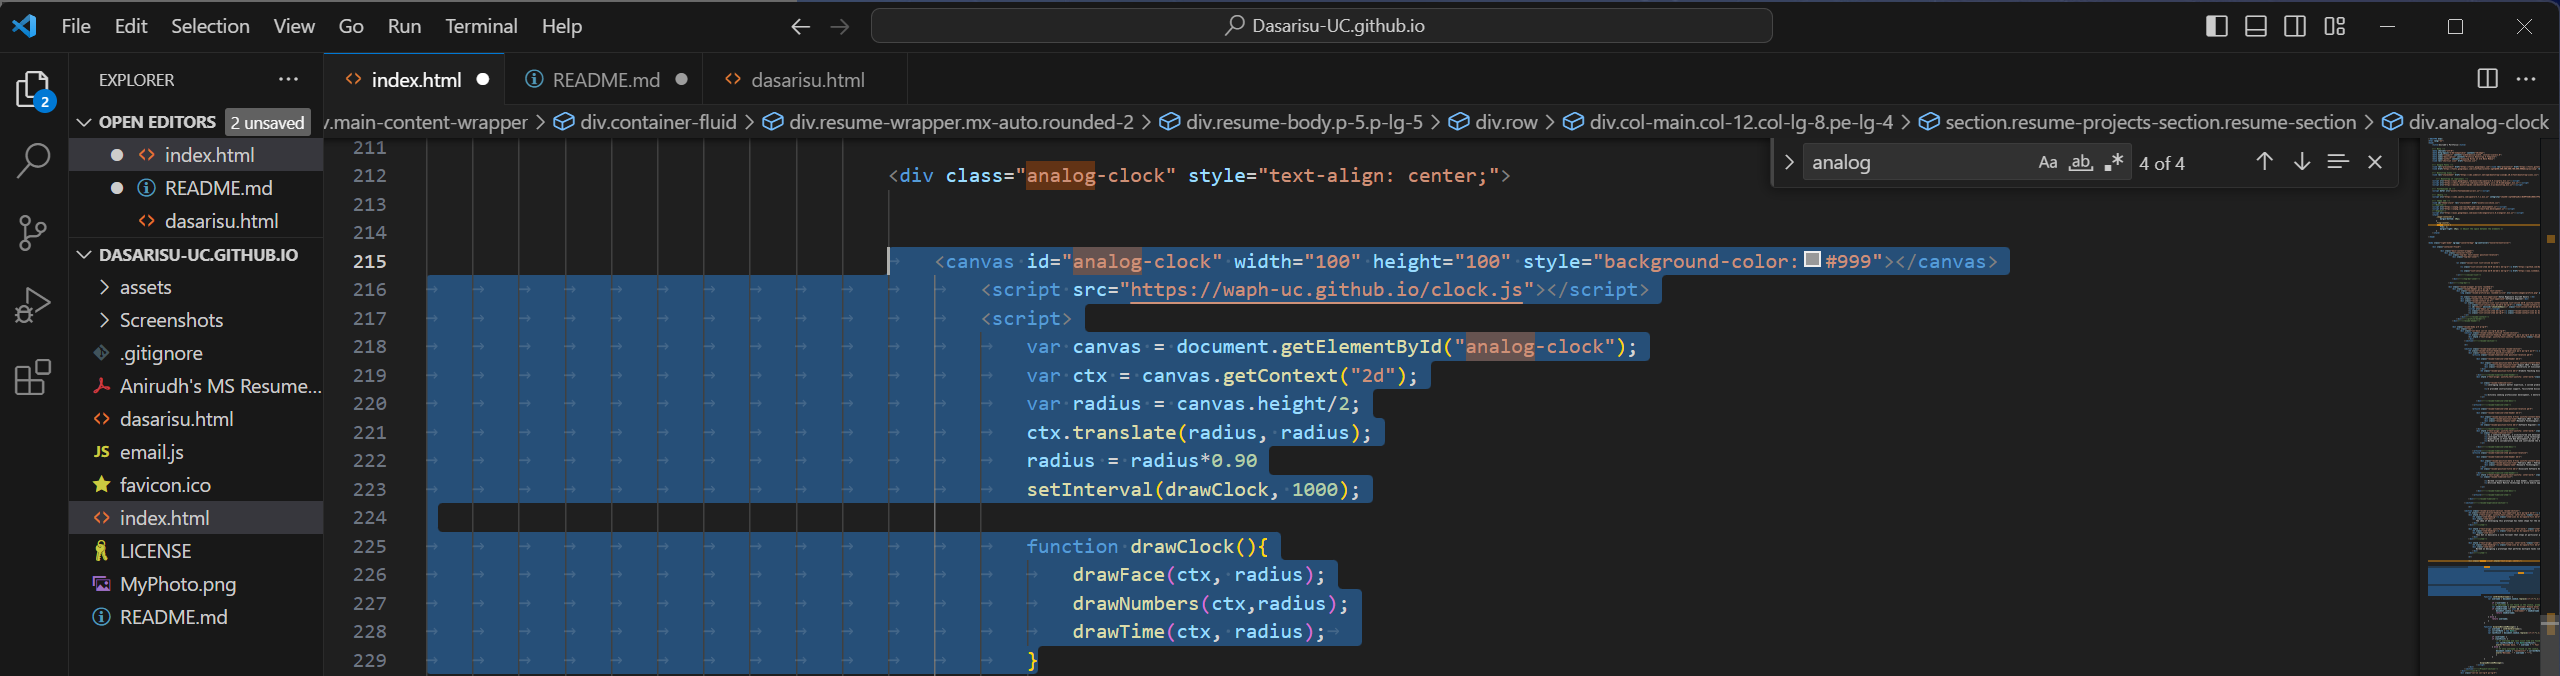 File Edit Selection View Go Run Terminal Help
Dasarisu-UC.github.io
EXPLORER
index.html
README.md
dasarisu.html
2
OPEN EDITORS 2 unsaved
index.html
README.md
dasarisu.html
DASARISU-UC.GITHUB.IO
assets
Screenshots
.gitignore
Anirudh's MS Resume...
dasarisu.html
JS email.js
favicon.ico
index.html
LICENSE
MyPhoto.png
README.md
v.main-content-wrapper > div.container-fluid > div.resume-wrapper.mx-auto.rounded-2 > div.resume-body.p-5.p-lg-5 > div.row > div.col-main.col-12.col-lg-8.pe-lg-4 > section.resume-projects-section.resume-section > div.analog-clock
analog Aa ab .* 4 of 4
211
212 <div class="analog-clock" style="text-align: center;">
213
214
215 <canvas id="analog-clock" width="100" height="100" style="background-color:#999"></canvas>
216 <script src="https://waph-uc.github.io/clock.js"></script>
217 <script>
218 var canvas = document.getElementById("analog-clock");
219 var ctx = canvas.getContext("2d");
220 var radius = canvas.height/2;
221 ctx.translate(radius, radius);
222 radius = radius*0.90
223 setInterval(drawClock, 1000);
224
225 function drawClock(){
226 drawFace(ctx, radius);
227 drawNumbers(ctx,radius);
228 drawTime(ctx, radius);
229 }